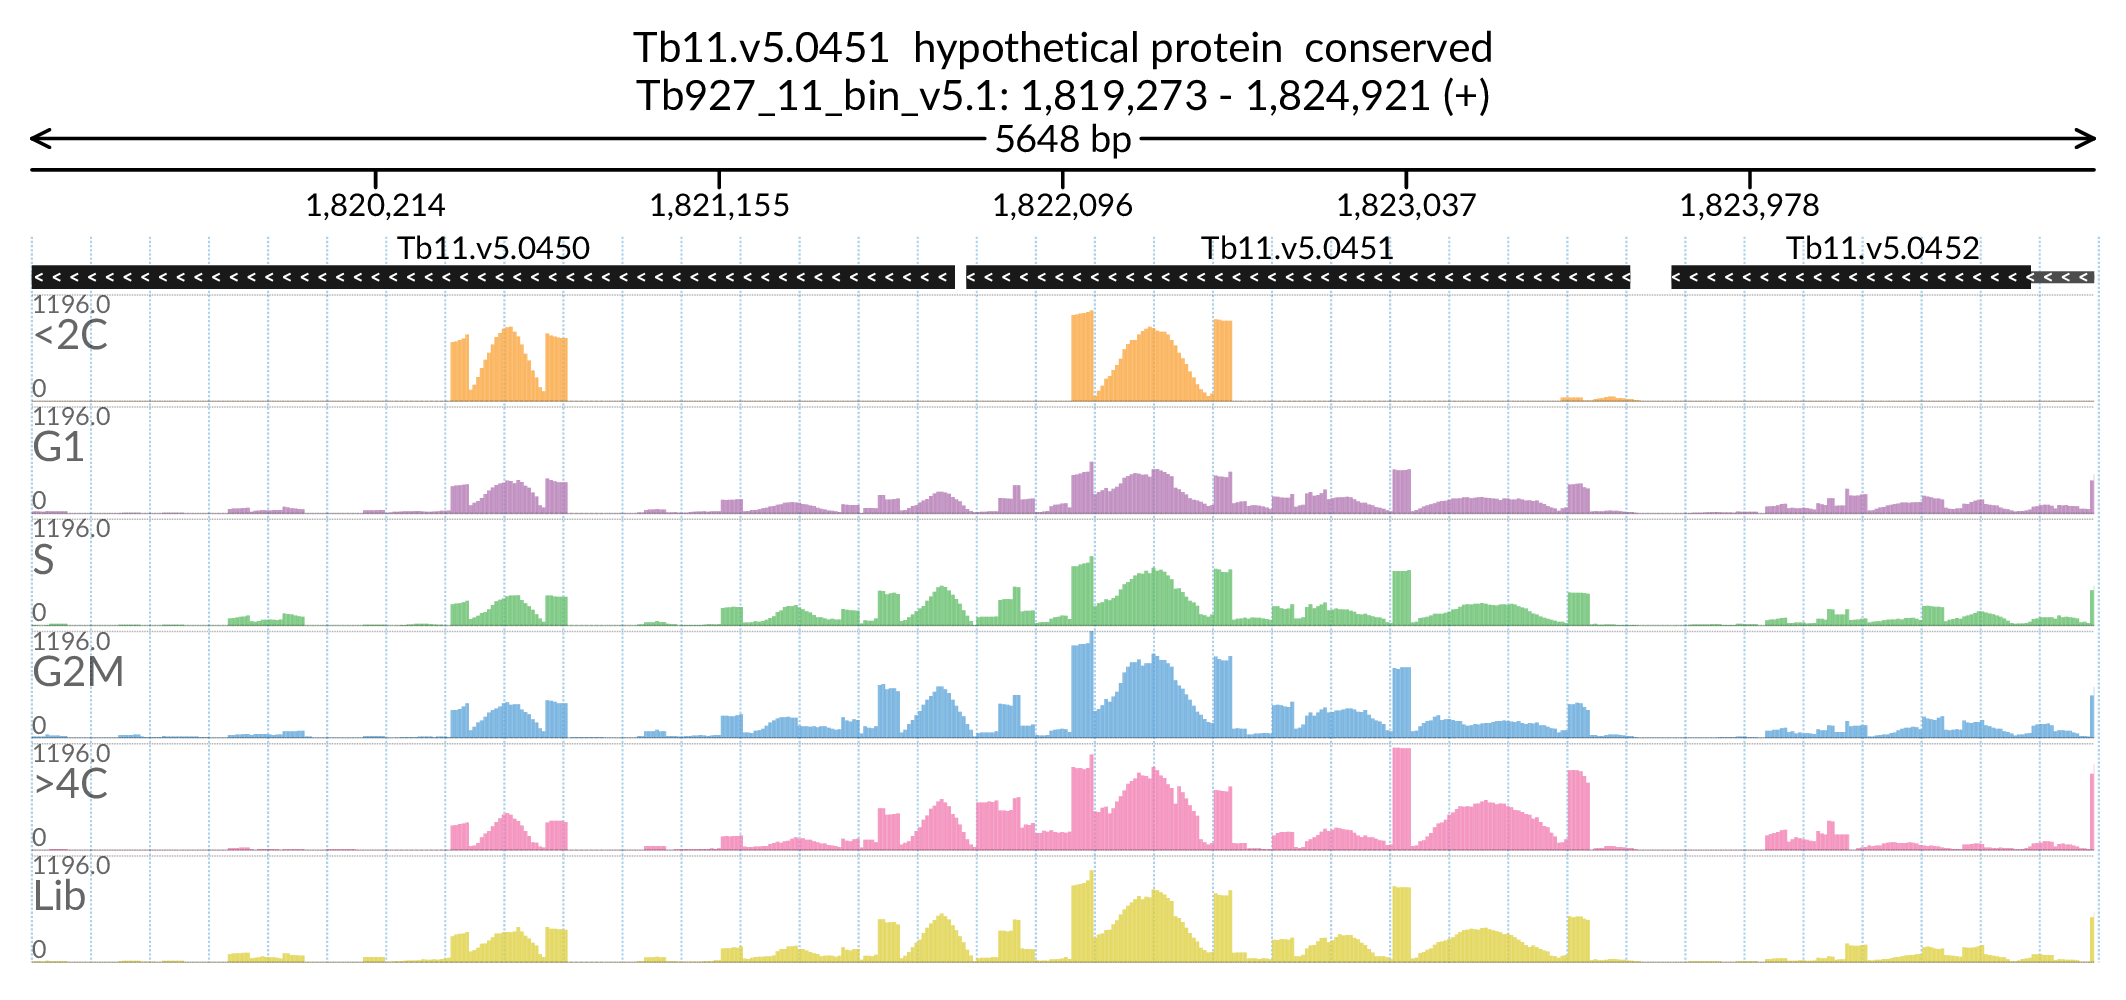 Tb11.v5.0451 hypothetical protein conserved
Tb927_11_bin_v5.1: 1,819,273 - 1,824,921 (+)
5648 bp
1,820,214 1,821,155 1,822,096 1,823,037 1,823,978
Tb11.v5.0450 Tb11.v5.0451 Tb11.v5.0452
1196.0
<2C
0
1196.0
G1
0
1196.0
S
0
1196.0
G2M
0
1196.0
>4C
0
1196.0
Lib
0